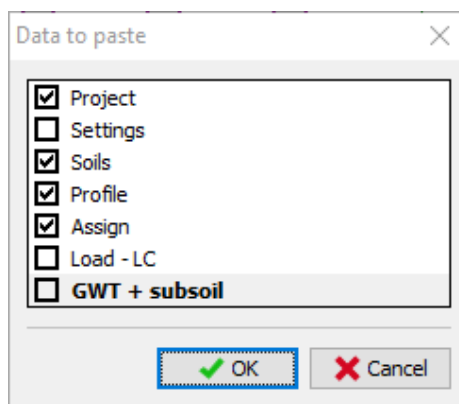 Data to paste
Project
Settings
Soils
Profile
Assign
Load - LC
GWT + subsoil
OK
Cancel